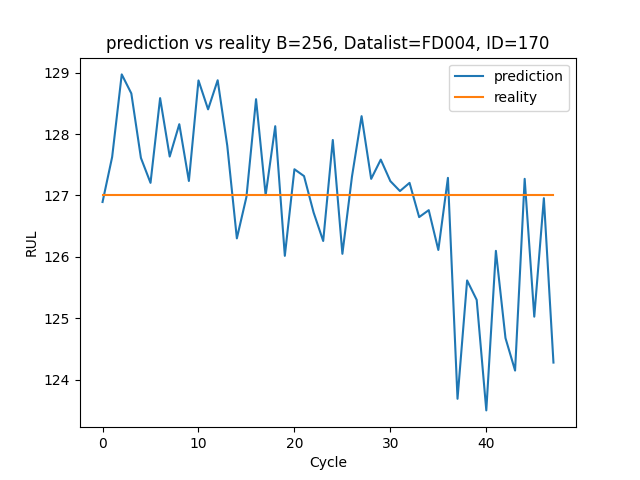 prediction vs reality B=256, Datalist=FD004, ID=170
prediction
reality
129
128
127
126
125
124
RUL
0 10 20 30 40
Cycle